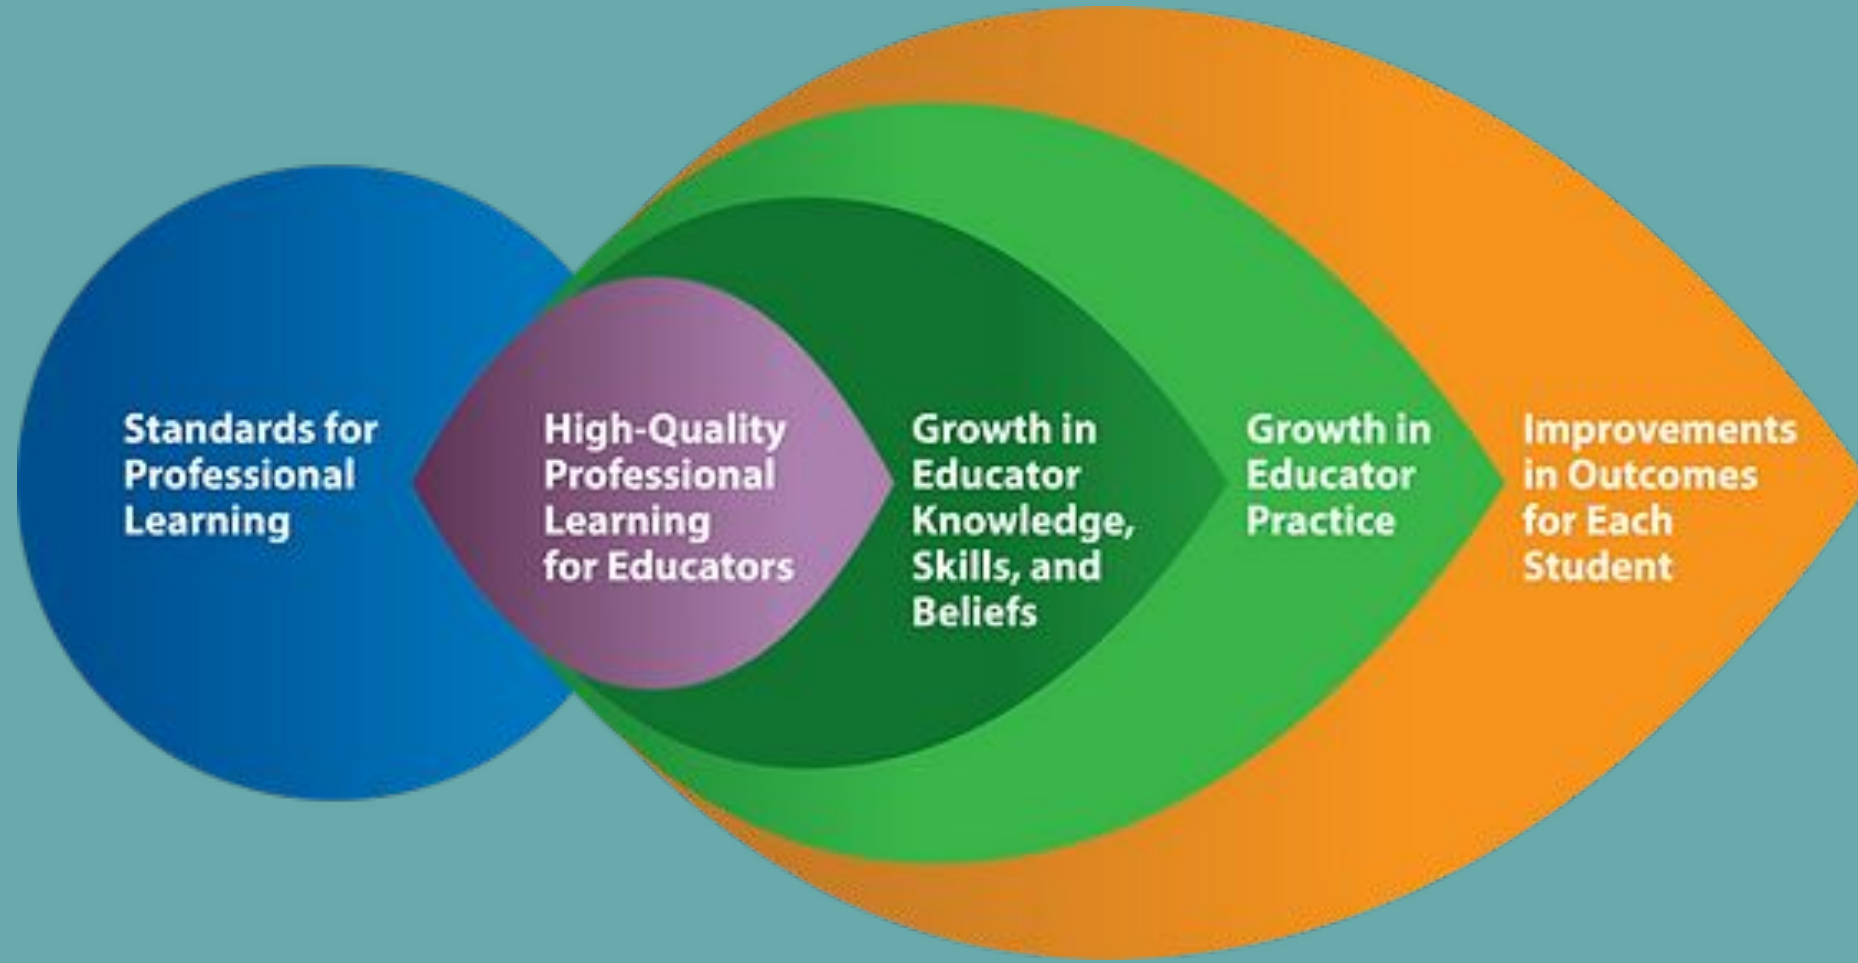 Standards for
Professional
Learning
High-Quality
Professional
Learning
for Educators
Growth in
Educator
Knowledge,
Skills, and
Beliefs
Growth in
Educator
Practice
Improvements
in Outcomes
for Each
Student